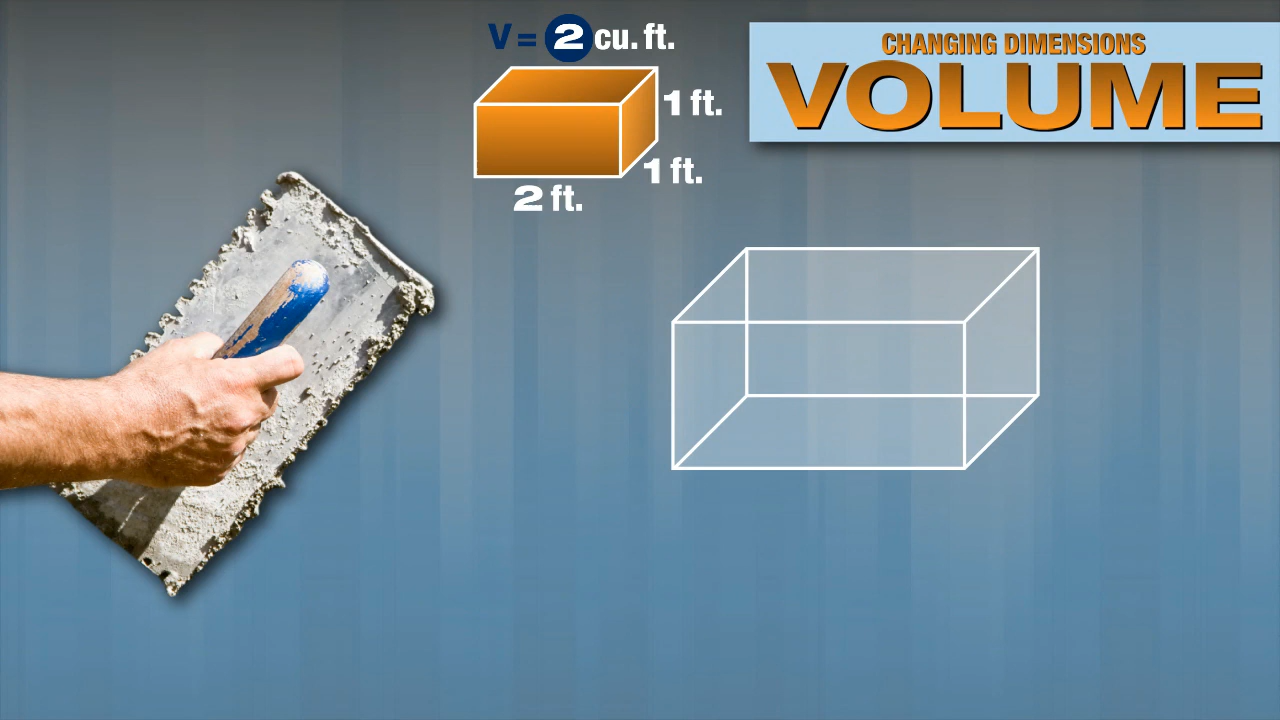 V = 2 cu. ft.
CHANGING DIMENSIONS
VOLUME
1 ft.
1 ft.
2 ft.